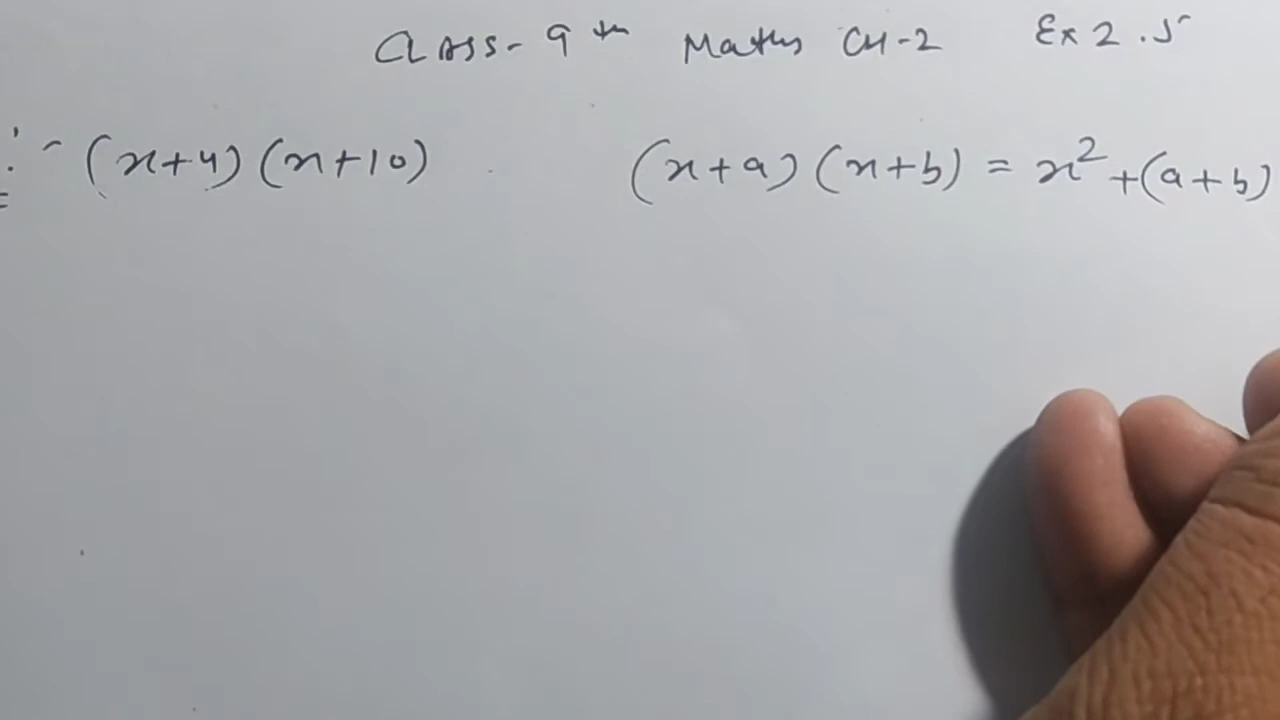 Class- 9th Maths CH-2 Ex 2.5
(x+4)(x+10) (x+a)(x+b) = x²+(a+b)